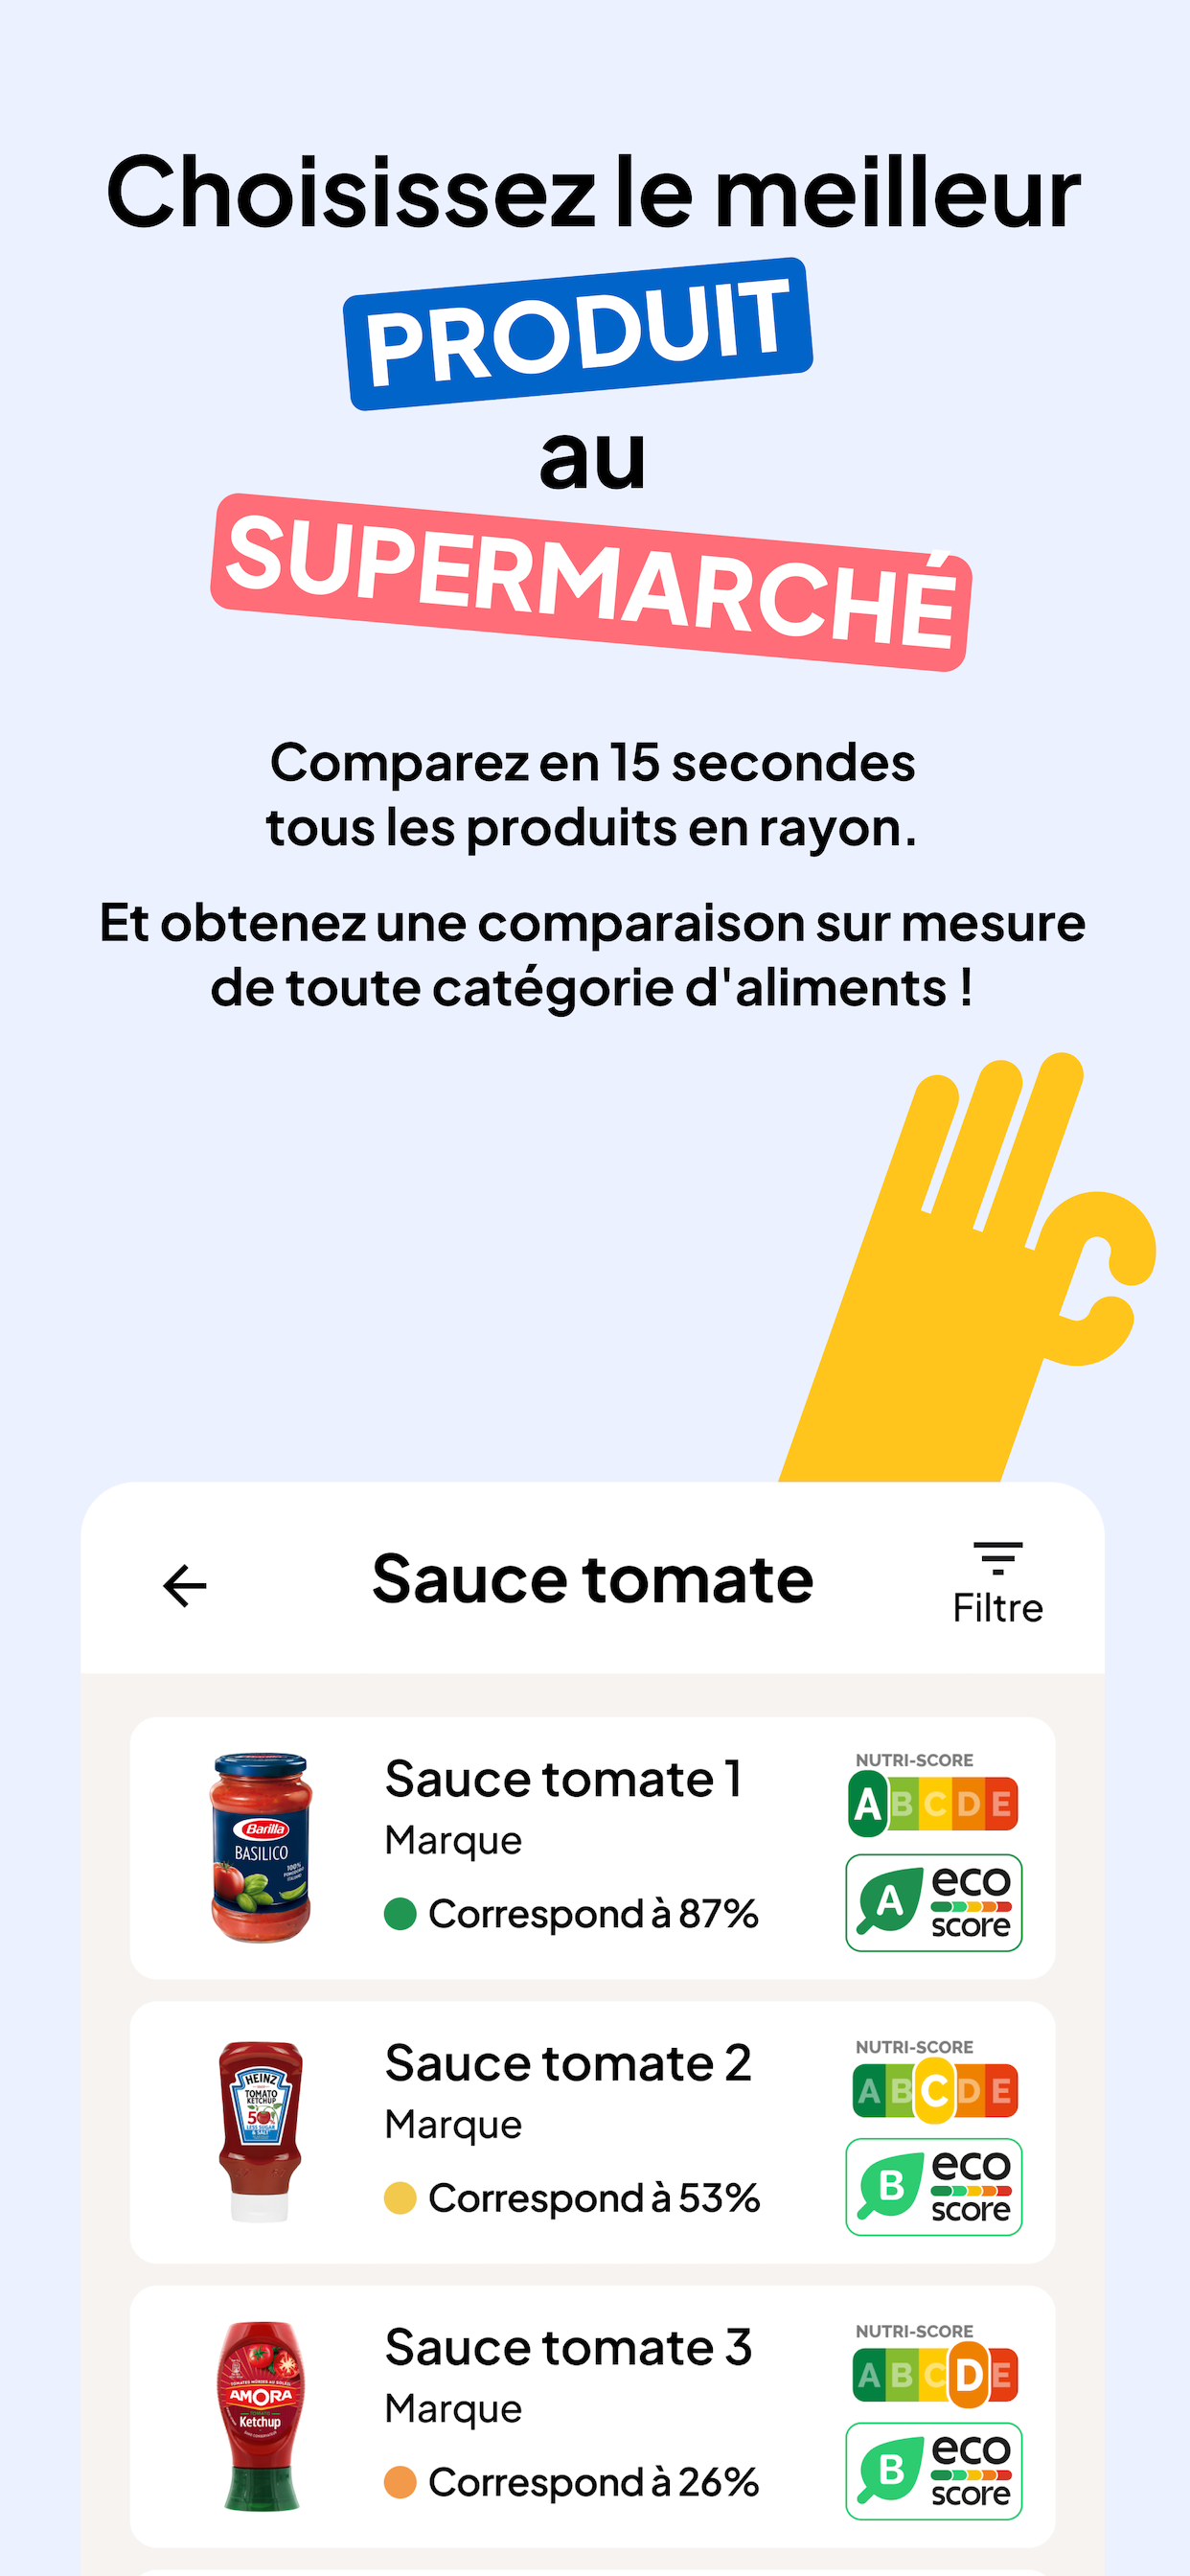 Choisissez le meilleur
PRODUIT
au
SUPERMARCHÉ
Comparez en 15 secondes
tous les produits en rayon.
Et obtenez une comparaison sur mesure
de toute catégorie d'aliments !
Sauce tomate
Filtre
Barilla
BASILICO
100%
Sauce tomate 1
Marque
Correspond à 87%
NUTRI-SCORE
A B C D E
A eco
score
HEINZ
TOMATO
KETCHUP
50
Sauce tomate 2
Marque
Correspond à 53%
NUTRI-SCORE
A B C D E
B eco
score
AMORA
Ketchup
Sauce tomate 3
Marque
Correspond à 26%
NUTRI-SCORE
A B C D E
B eco
score